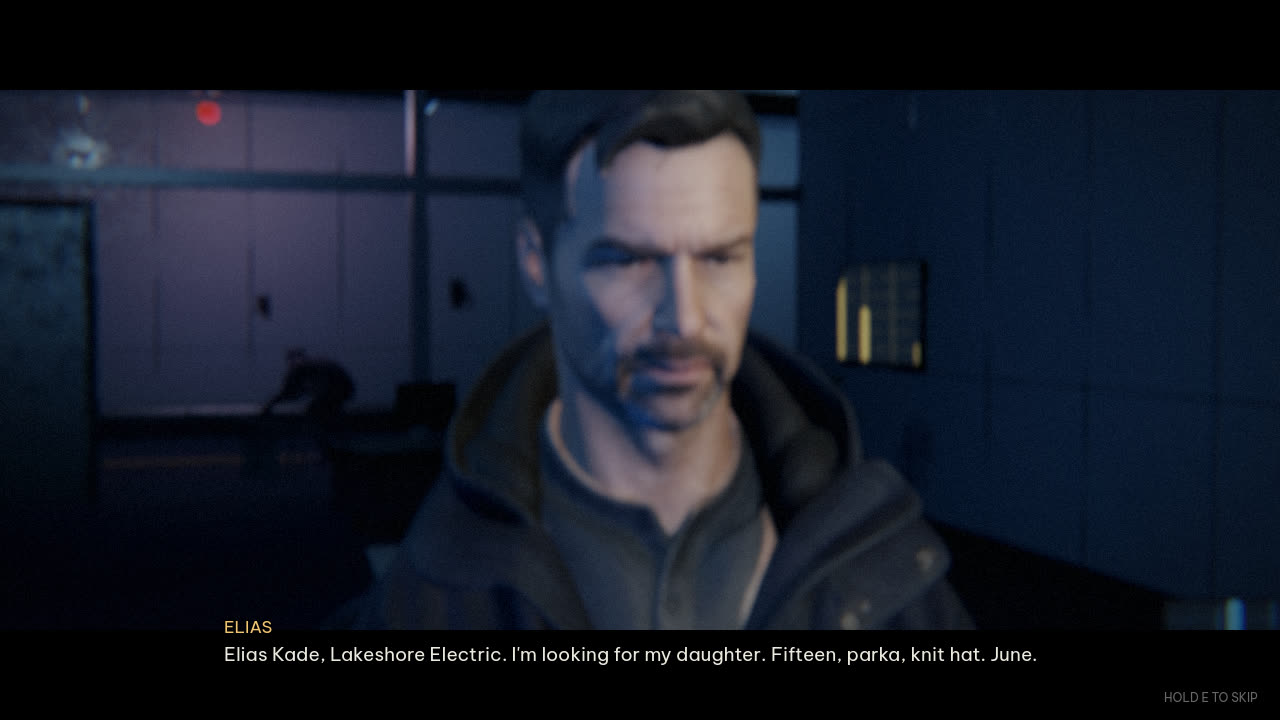 ELIAS
Elias Kade, Lakeshore Electric. I'm looking for my daughter. Fifteen, parka, knit hat. June.
HOLD E TO SKIP